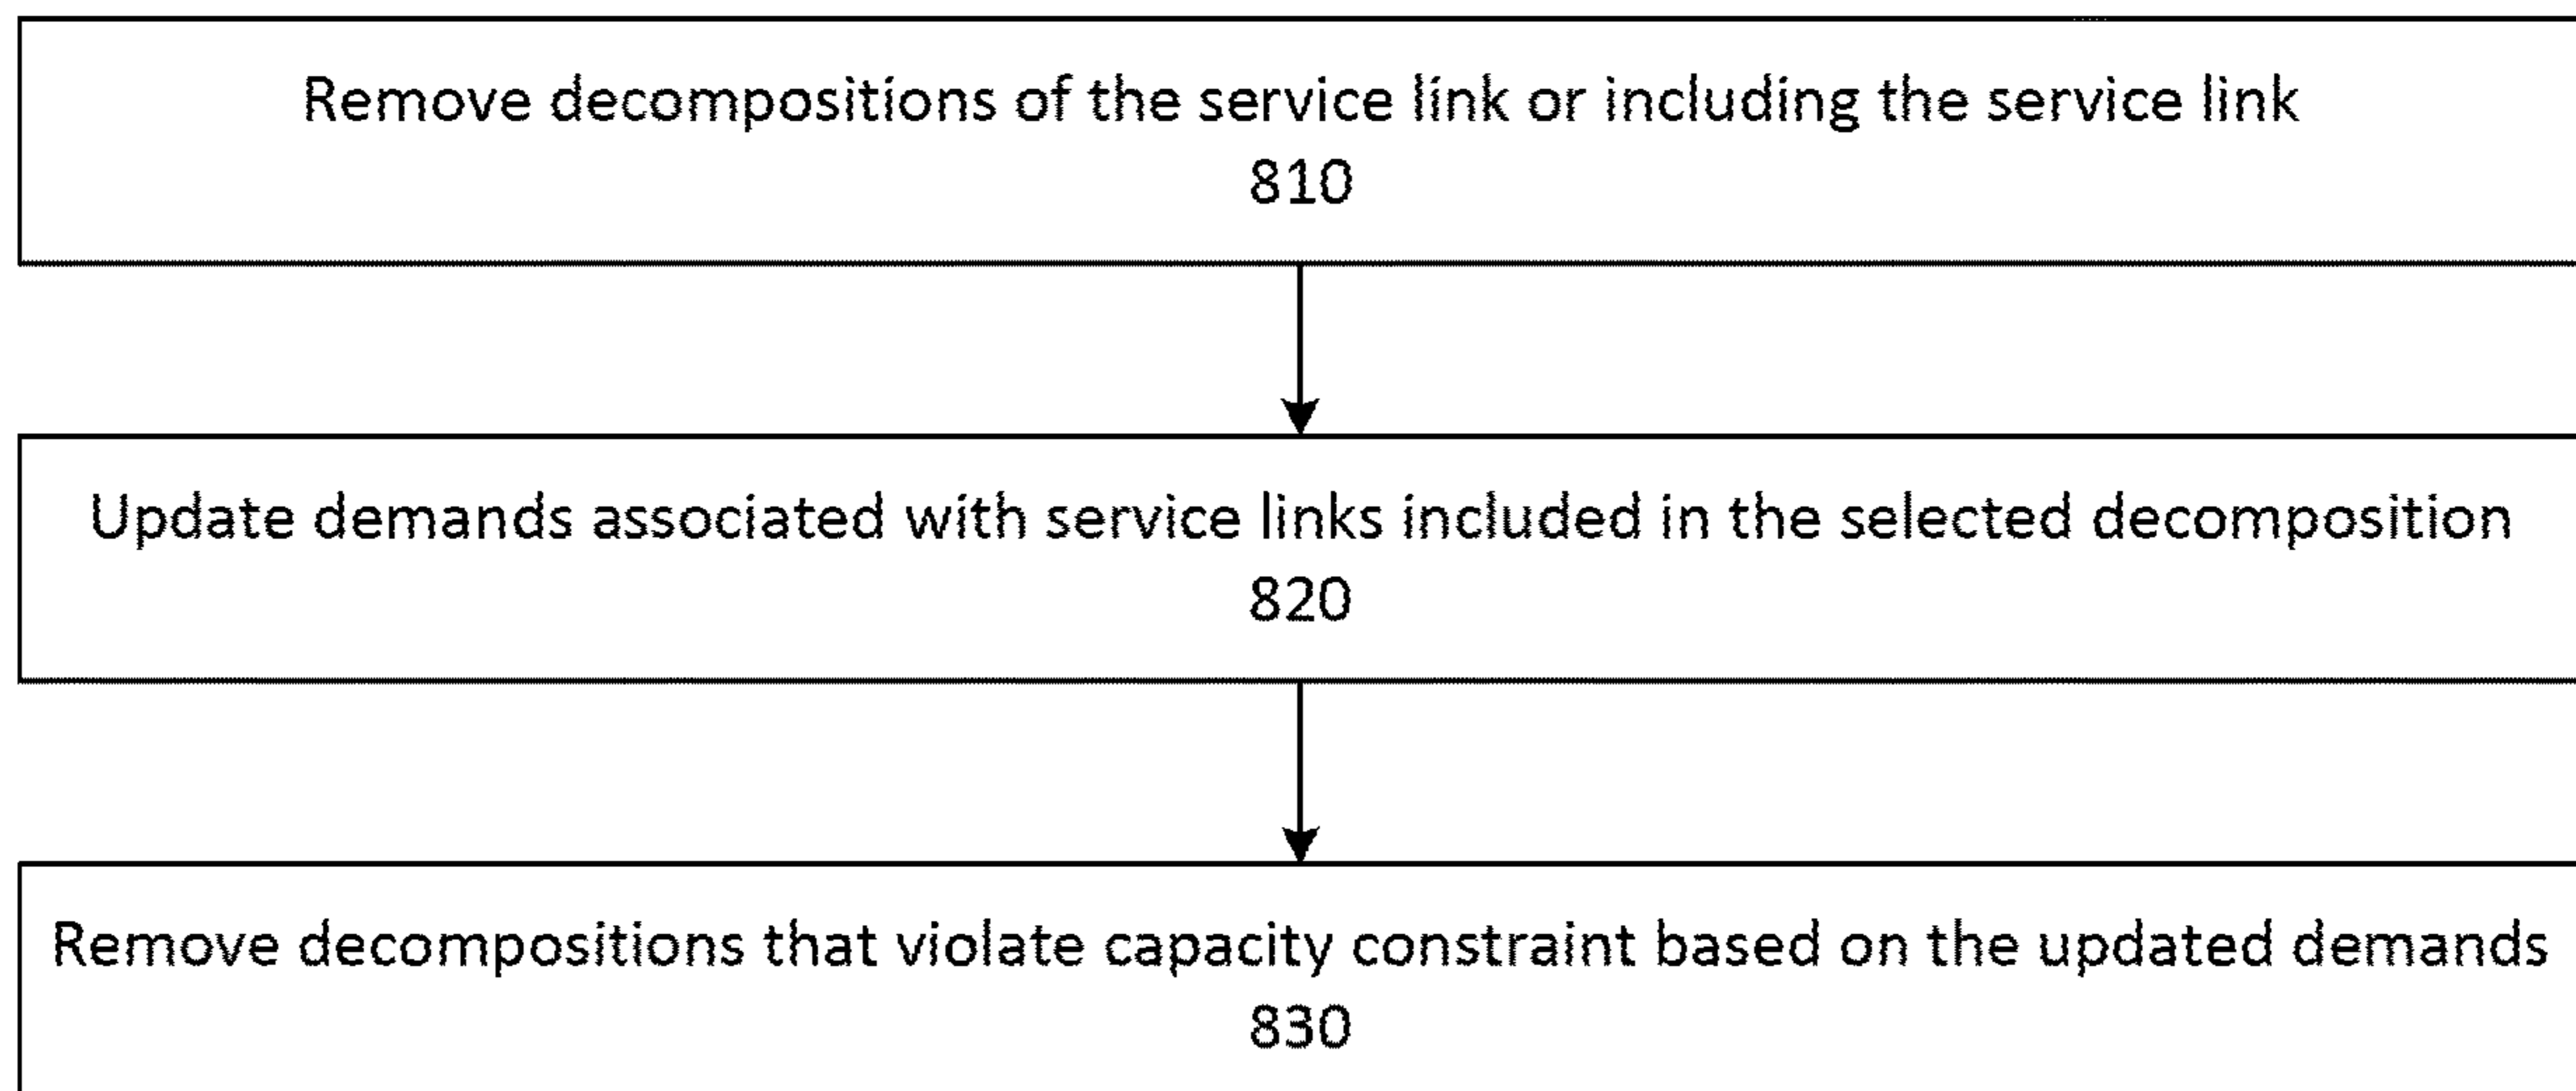 Remove decompositions of the service link or including the service link
810
Update demands associated with service links included in the selected decomposition
820
Remove decompositions that violate capacity constraint based on the updated demands
830